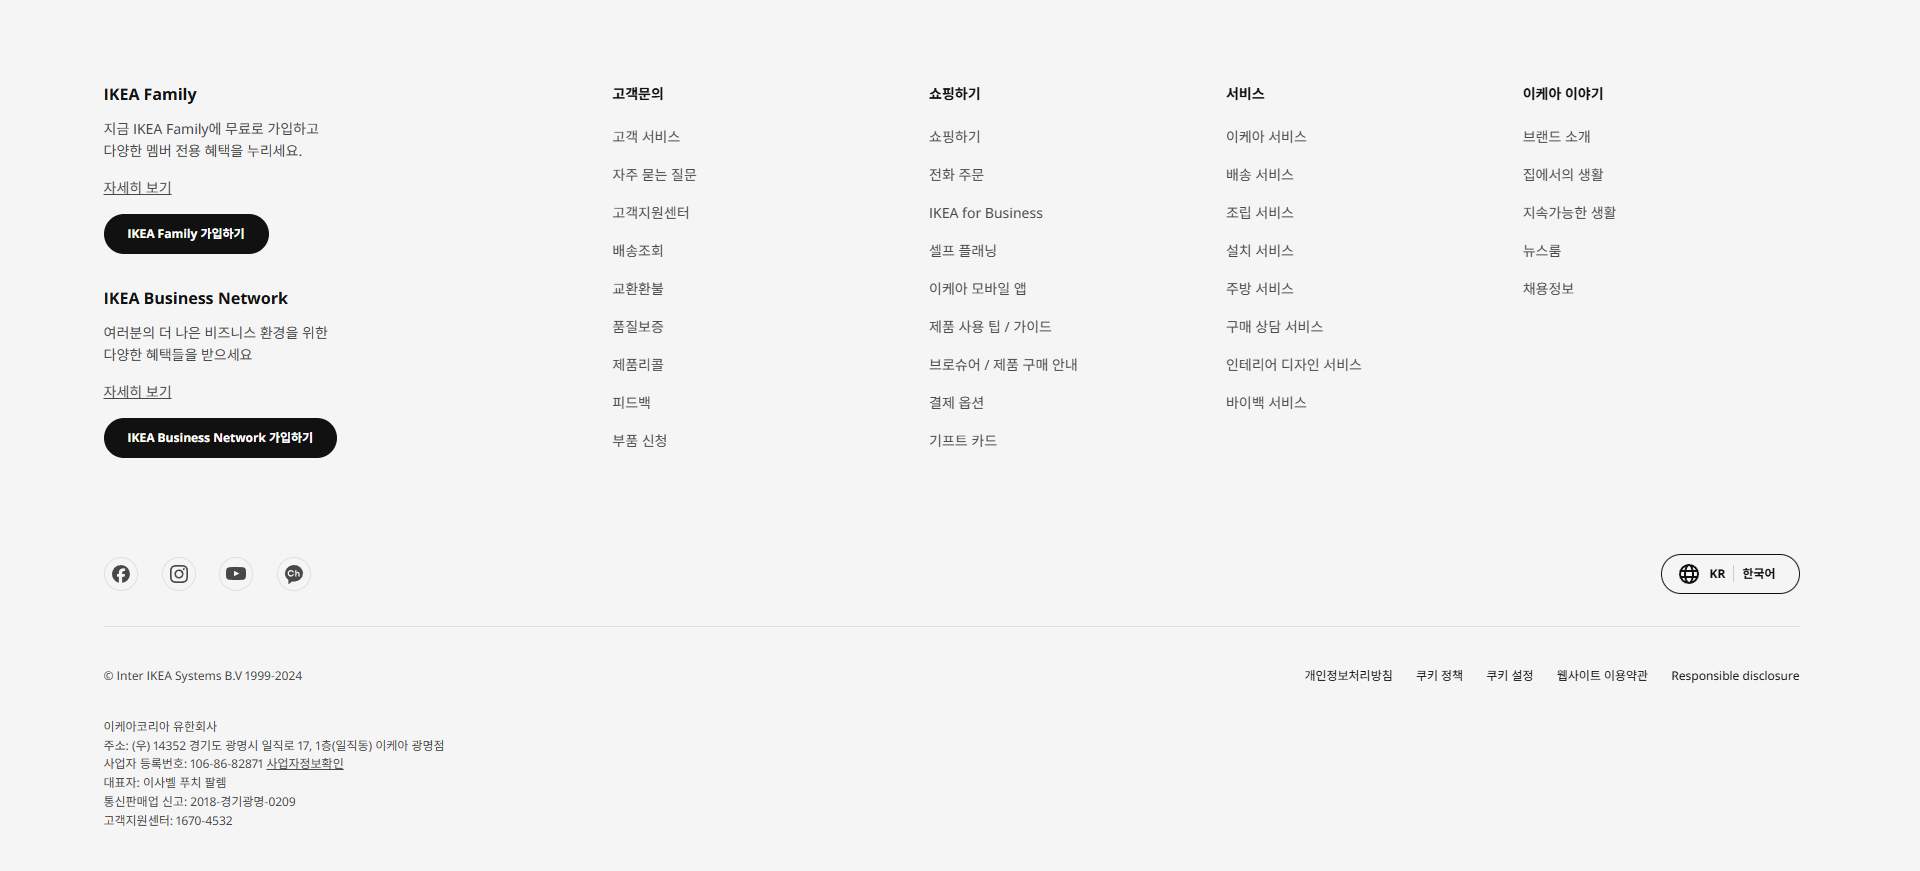 IKEA Family
지금 IKEA Family에 무료로 가입하고
다양한 멤버 전용 혜택을 누리세요.
자세히 보기
IKEA Family 가입하기
IKEA Business Network
여러분의 더 나은 비즈니스 환경을 위한
다양한 혜택들을 받으세요
자세히 보기
IKEA Business Network 가입하기
고객문의
고객 서비스
자주 묻는 질문
고객지원센터
배송조회
교환환불
품질보증
제품리콜
피드백
부품 신청
쇼핑하기
쇼핑하기
전화 주문
IKEA for Business
셀프 플래닝
이케아 모바일 앱
제품 사용 팁 / 가이드
브로슈어 / 제품 구매 안내
결제 옵션
기프트 카드
서비스
이케아 서비스
배송 서비스
조립 서비스
설치 서비스
주방 서비스
구매 상담 서비스
인테리어 디자인 서비스
바이백 서비스
이케아 이야기
브랜드 소개
집에서의 생활
지속가능한 생활
뉴스룸
채용정보
Ch
KR 한국어
© Inter IKEA Systems B.V 1999-2024
개인정보처리방침 쿠키 정책 쿠키 설정 웹사이트 이용약관 Responsible disclosure
이케아코리아 유한회사
주소: (우) 14352 경기도 광명시 일직로 17, 1층(일직동) 이케아 광명점
사업자 등록번호: 106-86-82871 사업자정보확인
대표자: 이사벨 푸치 팔렘
통신판매업 신고: 2018-경기광명-0209
고객지원센터: 1670-4532